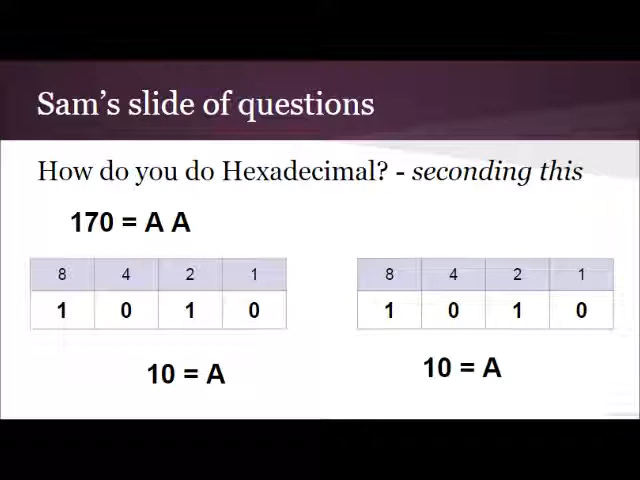 Sam's slide of questions
How do you do Hexadecimal? - seconding this
170 = A A
8 4 2 1
1 0 1 0
10 = A
8 4 2 1
1 0 1 0
10 = A